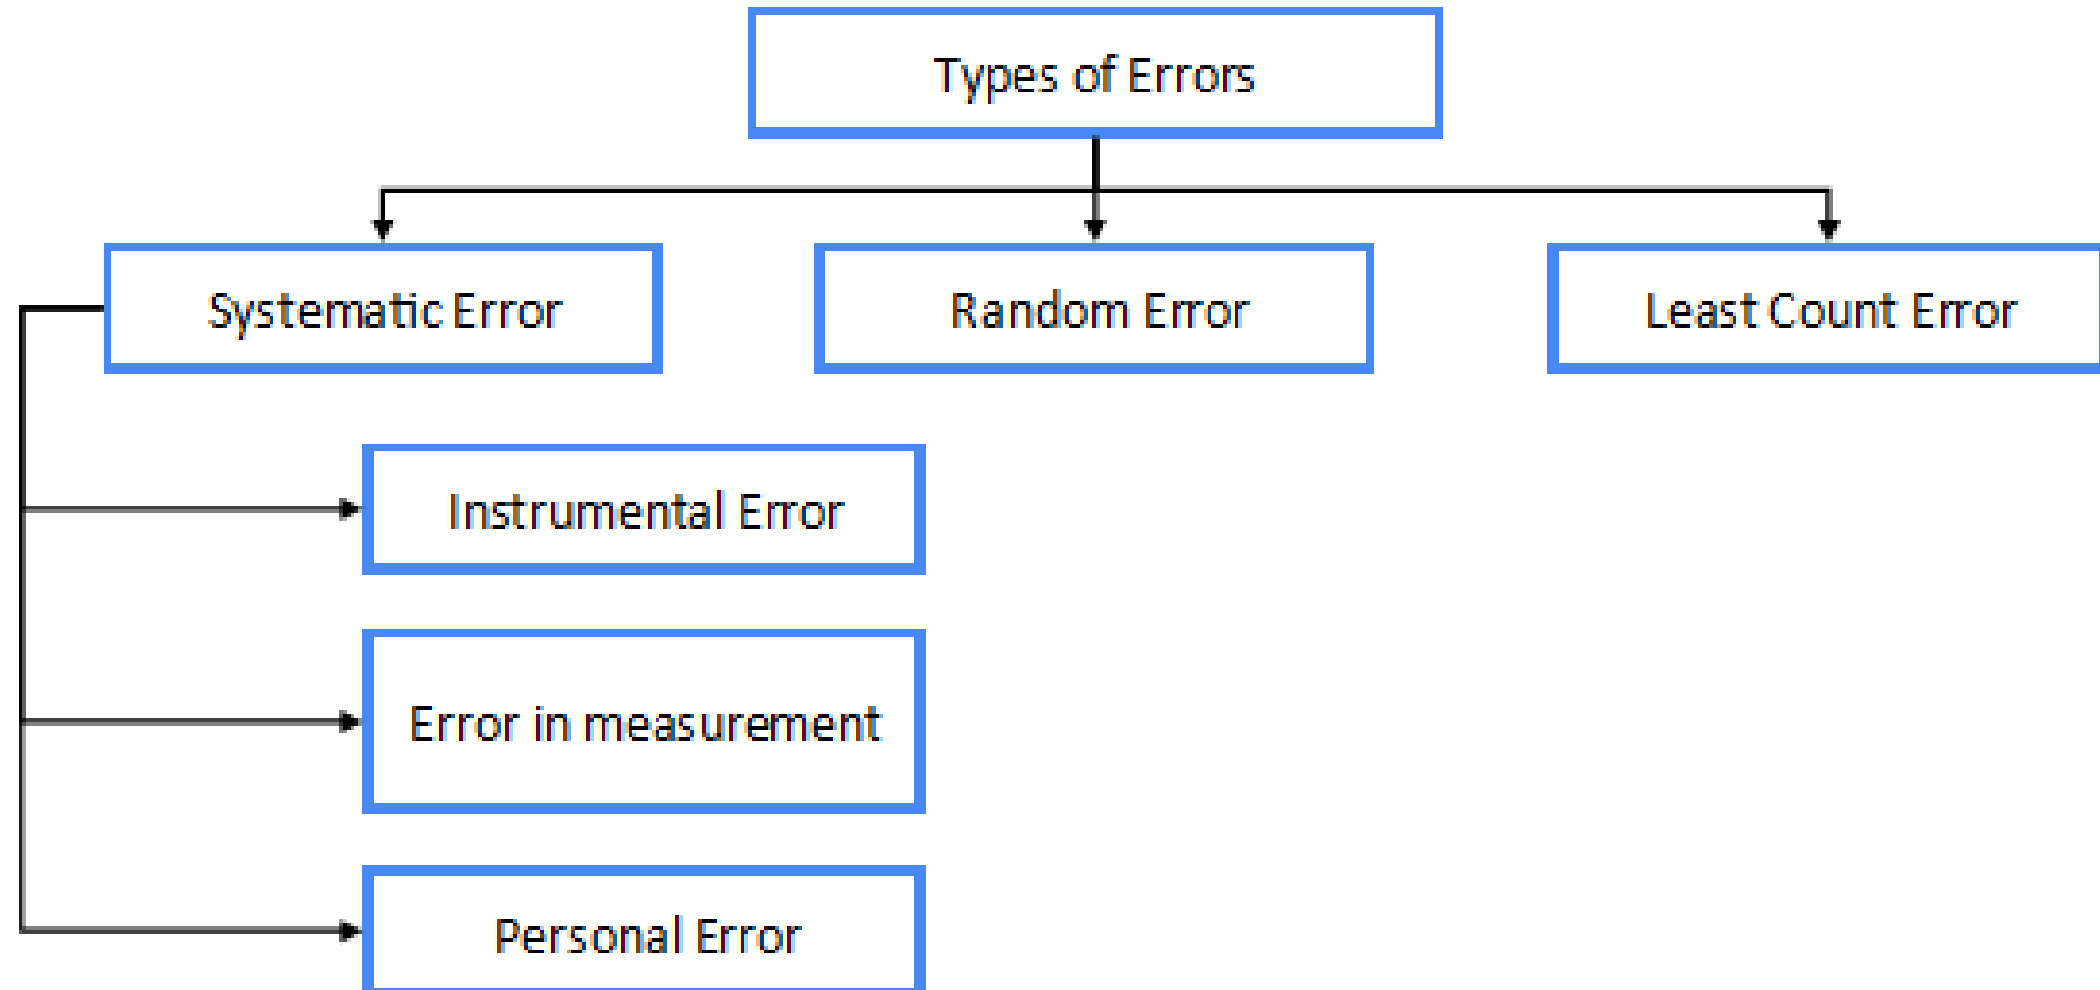 Types of Errors
Systematic Error
Random Error
Least Count Error
Instrumental Error
Error in measurement
Personal Error